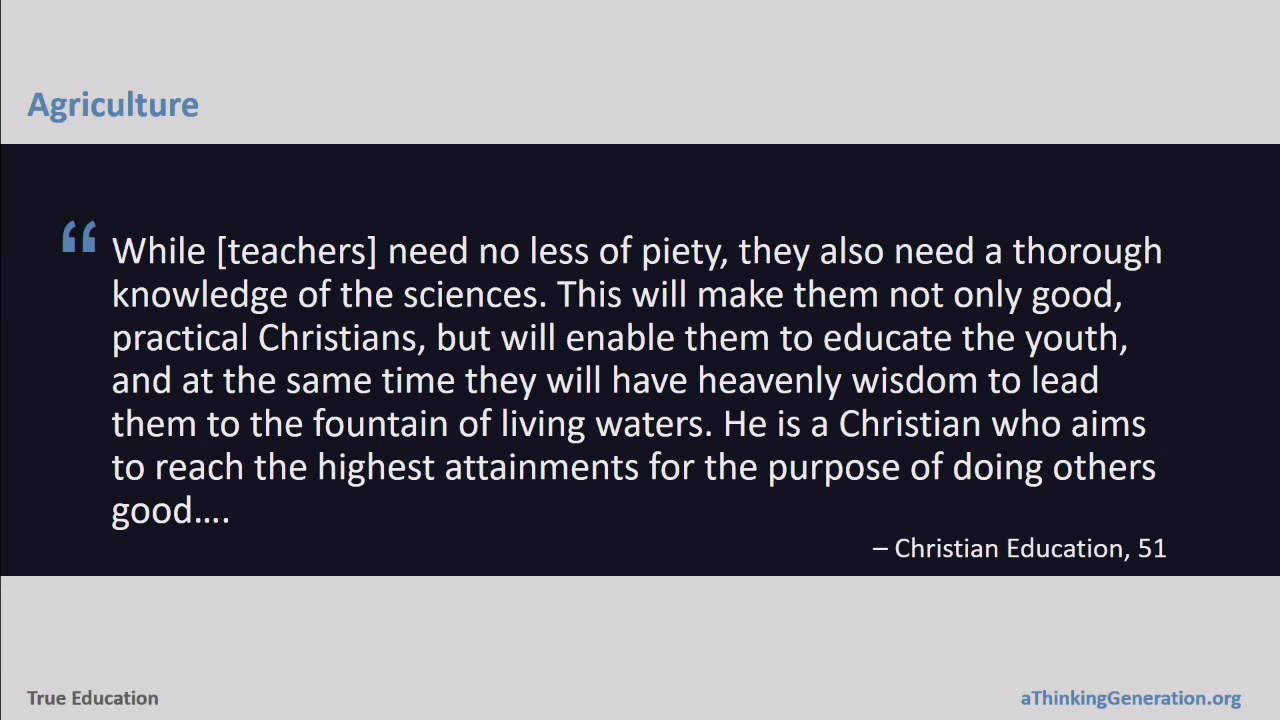 Agriculture
“
While [teachers] need no less of piety, they also need a thorough
knowledge of the sciences. This will make them not only good,
practical Christians, but will enable them to educate the youth,
and at the same time they will have heavenly wisdom to lead
them to the fountain of living waters. He is a Christian who aims
to reach the highest attainments for the purpose of doing others
good….
– Christian Education, 51
True Education
aThinkingGeneration.org